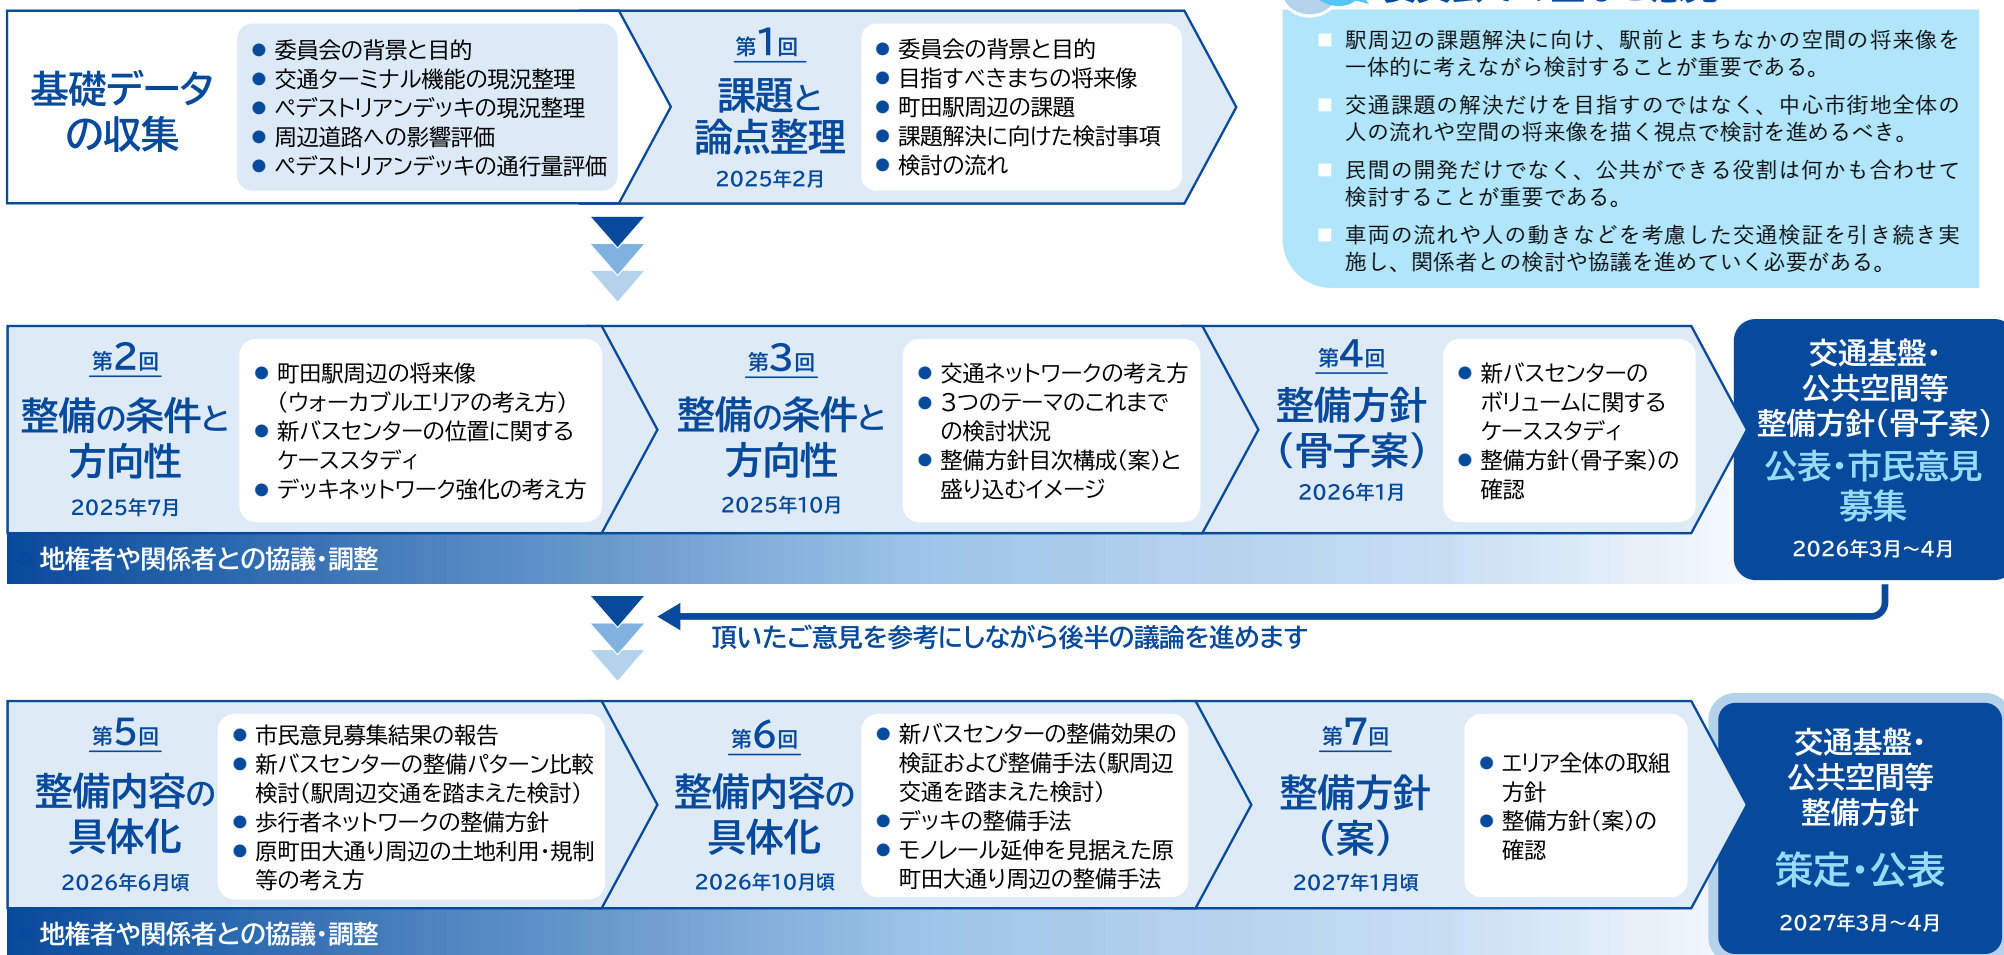 基礎データ
の収集
● 委員会の背景と目的
● 交通ターミナル機能の現況整理
● ペデストリアンデッキの現況整理
● 周辺道路への影響評価
● ペデストリアンデッキの通行量評価
第1回
課題と
論点整理
2025年2月
● 委員会の背景と目的
● 目指すべきまちの将来像
● 町田駅周辺の課題
● 課題解決に向けた検討事項
● 検討の流れ
駅周辺の課題解決に向け、駅前とまちなかの空間の将来像を
一体的に考えながら検討することが重要である。
交通課題の解決だけを目指すのではなく、中心市街地全体の
人の流れや空間の将来像を描く視点で検討を進めるべき。
民間の開発だけでなく、公共ができる役割は何かも合わせて
検討することが重要である。
車両の流れや人の動きなどを考慮した交通検証を引き続き実
施し、関係者との検討や協議を進めていく必要がある。
第2回
整備の条件と
方向性
2025年7月
● 町田駅周辺の将来像
（ウォーカブルエリアの考え方）
● 新バスセンターの位置に関する
ケーススタディ
● デッキネットワーク強化の考え方
第3回
整備の条件と
方向性
2025年10月
● 交通ネットワークの考え方
● 3つのテーマのこれまで
の検討状況
● 整備方針目次構成（案）と
盛り込むイメージ
第4回
整備方針
（骨子案）
2026年1月
● 新バスセンターの
ボリュームに関する
ケーススタディ
● 整備方針（骨子案）の
確認
交通基盤・
公共空間等
整備方針（骨子案）
公表・市民意見
募集
2026年3月～4月
地権者や関係者との協議・調整
頂いたご意見を参考にしながら後半の議論を進めます
第5回
整備内容の
具体化
2026年6月頃
● 市民意見募集結果の報告
● 新バスセンターの整備パターン比較
検討（駅周辺交通を踏まえた検討）
● 歩行者ネットワークの整備方針
● 原町田大通り周辺の土地利用・規制
等の考え方
第6回
整備内容の
具体化
2026年10月頃
● 新バスセンターの整備効果の
検証および整備手法（駅周辺
交通を踏まえた検討）
● デッキの整備手法
● モノレール延伸を見据えた原
町田大通り周辺の整備手法
第7回
整備方針
（案）
2027年1月頃
● エリア全体の取組
方針
● 整備方針（案）の
確認
交通基盤・
公共空間等
整備方針
策定・公表
2027年3月～4月
地権者や関係者との協議・調整